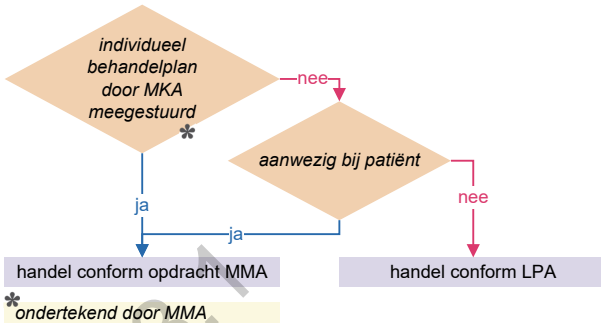 individueel
behandelplan
door MKA
meegestuurd
*
nee
aanwezig bij patiënt
ja
nee
ja
handel conform opdracht MMA
handel conform LPA
*ondertekend door MMA